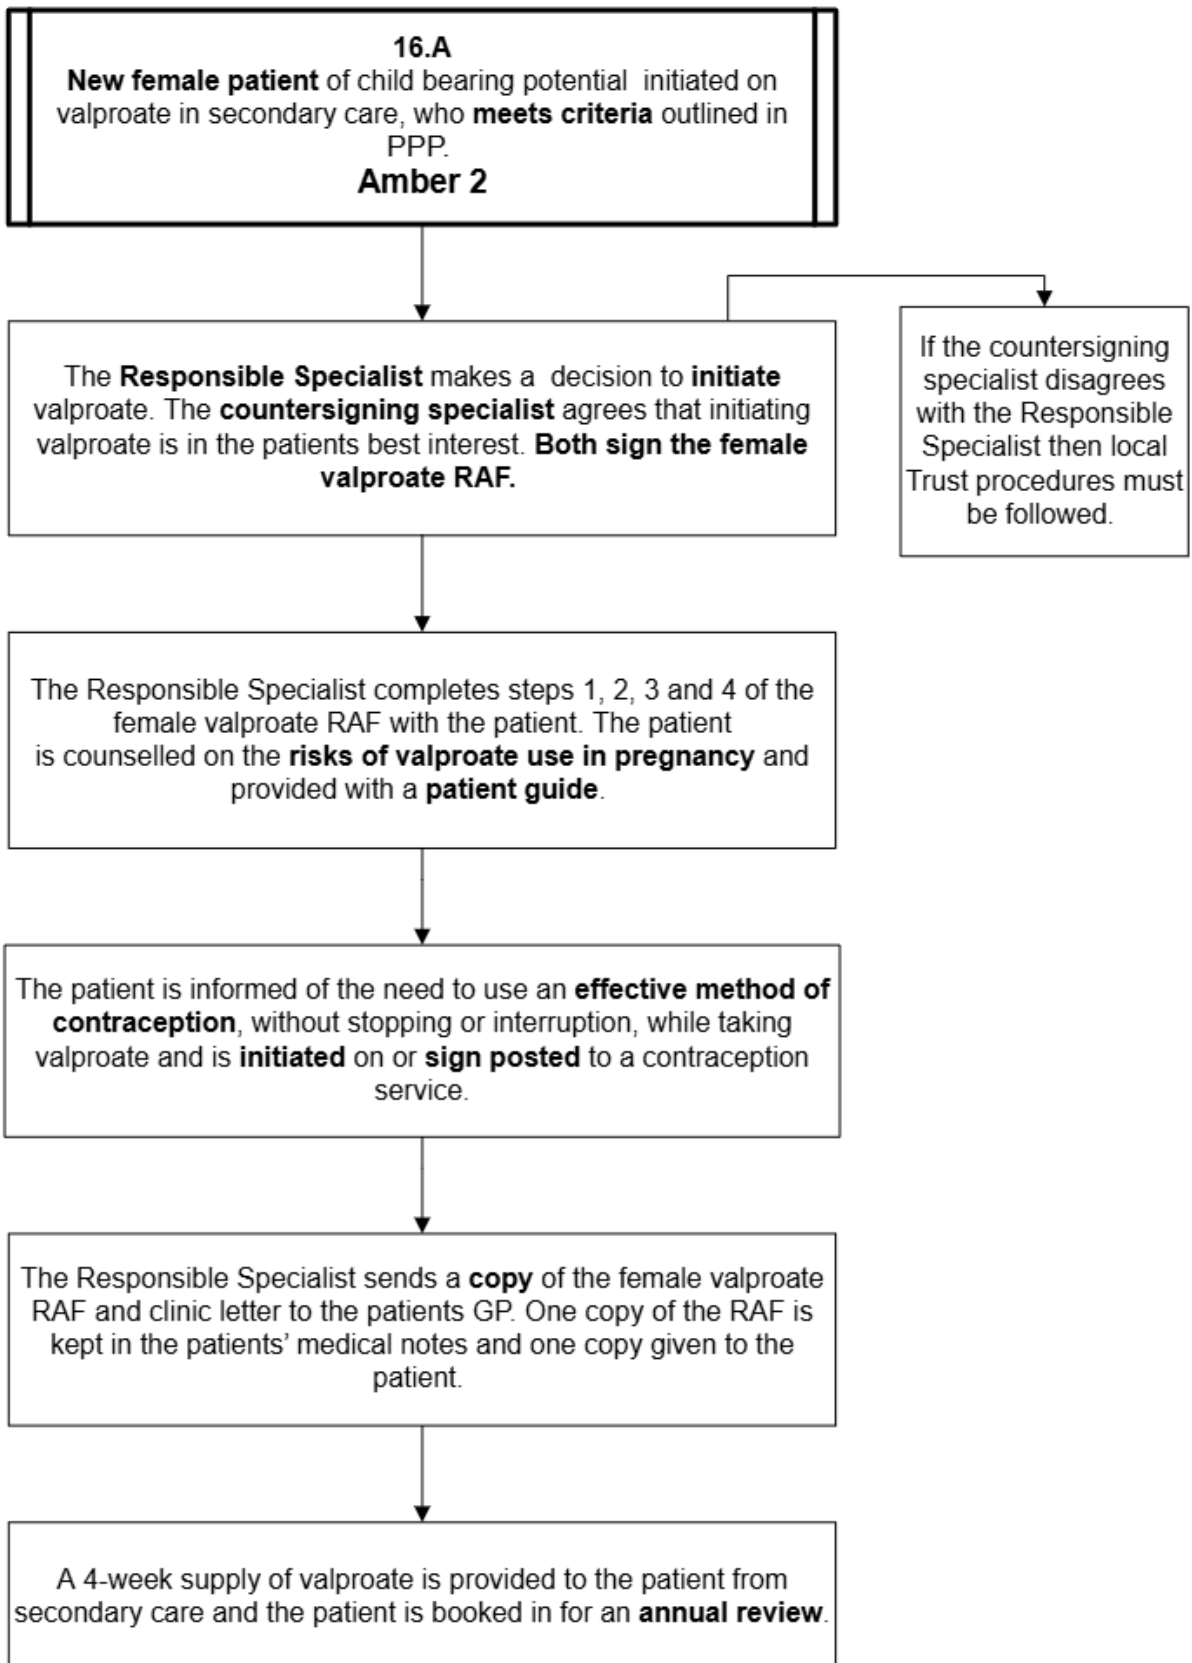 16.A
New female patient of child bearing potential initiated on
valproate in secondary care, who meets criteria outlined in
PPP.
Amber 2
The Responsible Specialist makes a decision to initiate
valproate. The countersigning specialist agrees that initiating
valproate is in the patients best interest. Both sign the female
valproate RAF.
If the countersigning
specialist disagrees
with the Responsible
Specialist then local
Trust procedures must
be followed.
The Responsible Specialist completes steps 1, 2, 3 and 4 of the
female valproate RAF with the patient. The patient
is counselled on the risks of valproate use in pregnancy and
provided with a patient guide.
The patient is informed of the need to use an effective method of
contraception, without stopping or interruption, while taking
valproate and is initiated on or sign posted to a contraception
service.
The Responsible Specialist sends a copy of the female valproate
RAF and clinic letter to the patients GP. One copy of the RAF is
kept in the patients’ medical notes and one copy given to the
patient.
A 4-week supply of valproate is provided to the patient from
secondary care and the patient is booked in for an annual review.